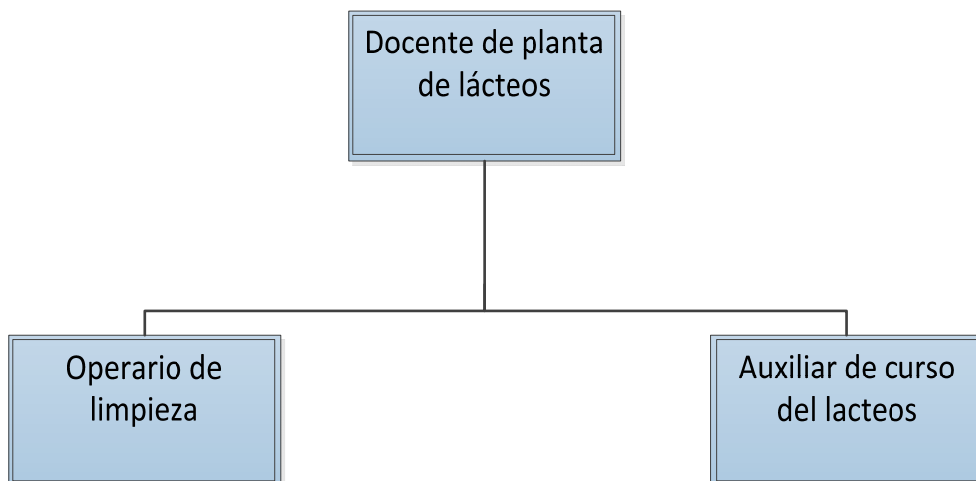 Docente de planta
de lácteos
Operario de
limpieza
Auxiliar de curso
del lacteos